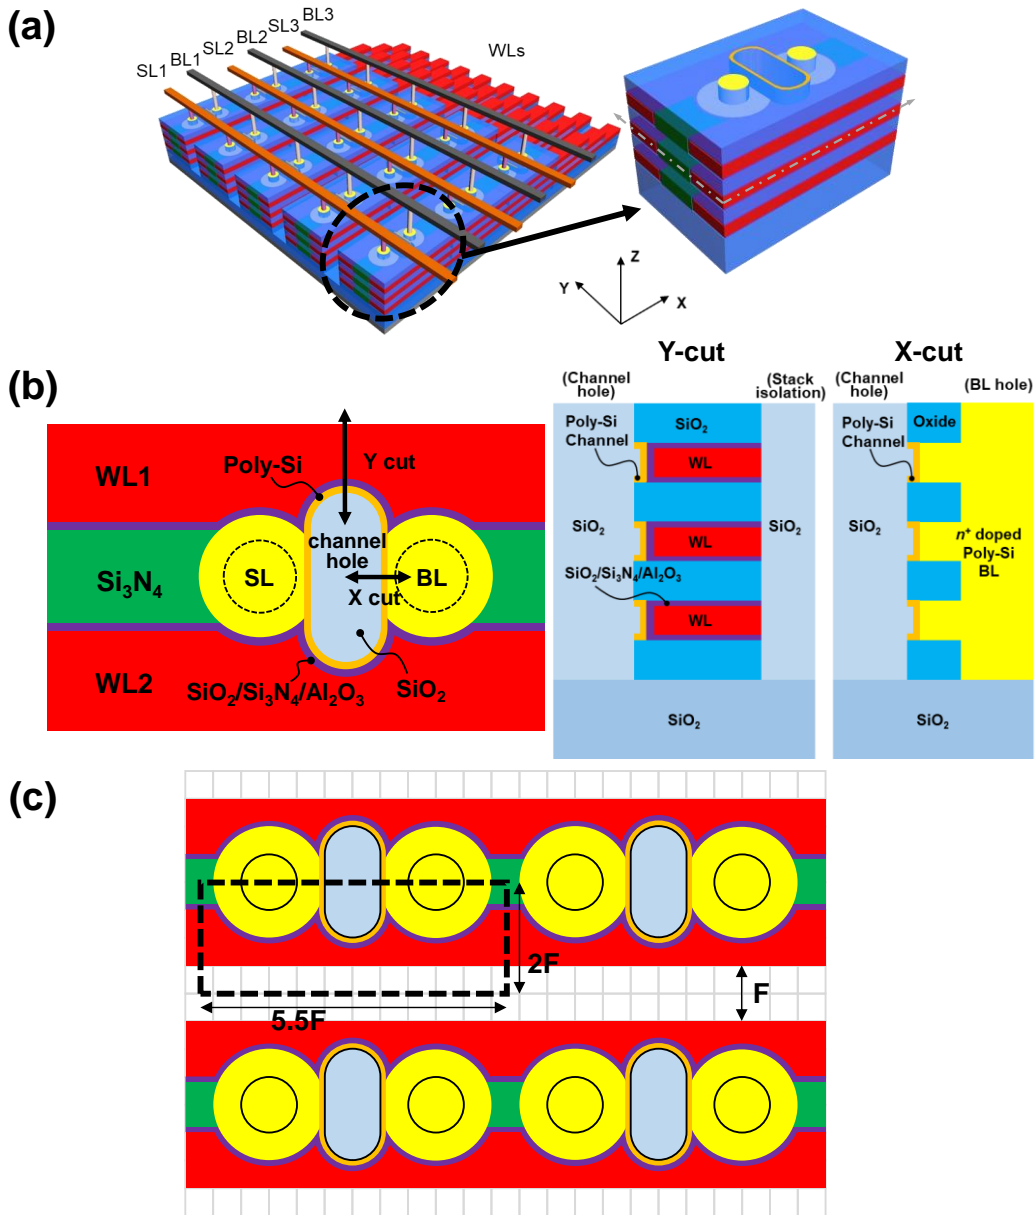 (a)
SL1
BL1
SL2
BL2
SL3
BL3
WLs
Z
Y
X
(b)
WL1
Poly-Si
Y cut
channel
hole
Si₃N₄
SL
BL
X cut
WL2
SiO₂/Si₃N₄/Al₂O₃
SiO₂
Y-cut
(Channel
hole)
(Stack
isolation)
Poly-Si
Channel
SiO₂
WL
SiO₂
WL
SiO₂
SiO₂/Si₃N₄/Al₂O₃
WL
SiO₂
X-cut
(Channel
hole)
(BL hole)
Poly-Si
Channel
Oxide
SiO₂
n⁺ doped
Poly-Si
BL
SiO₂
(c)
2F
5.5F
F